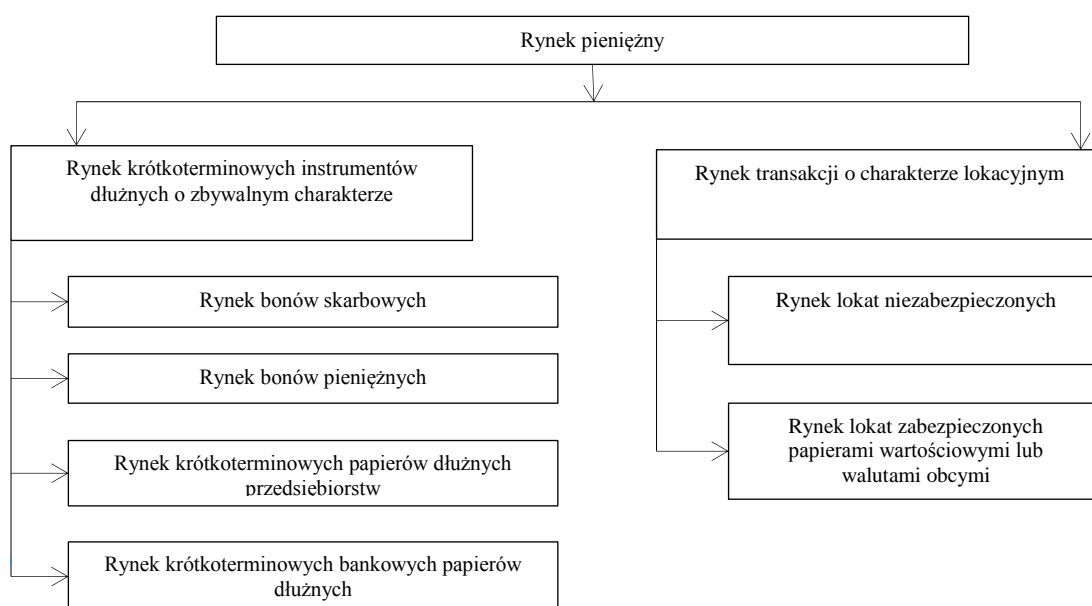 Rynek pieniężny
Rynek krótkoterminowych instrumentów
dłużnych o zbywalnym charakterze
Rynek bonów skarbowych
Rynek bonów pieniężnych
Rynek krótkoterminowych papierów dłużnych
przedsiebiorstw
Rynek krótkoterminowych bankowych papierów
dłużnych
Rynek transakcji o charakterze lokacyjnym
Rynek lokat niezabezpieczonych
Rynek lokat zabezpieczonych
papierami wartościowymi lub
walutami obcymi